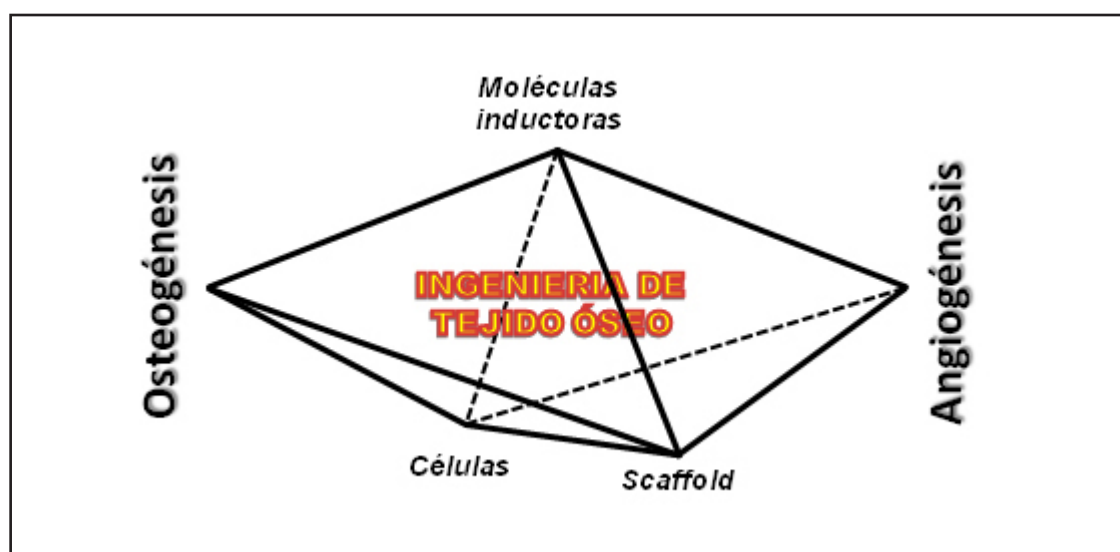 Moléculas
inductoras
Osteogénesis
Angiogénesis
INGENIERIA DE
TEJIDO ÓSEO
Células
Scaffold